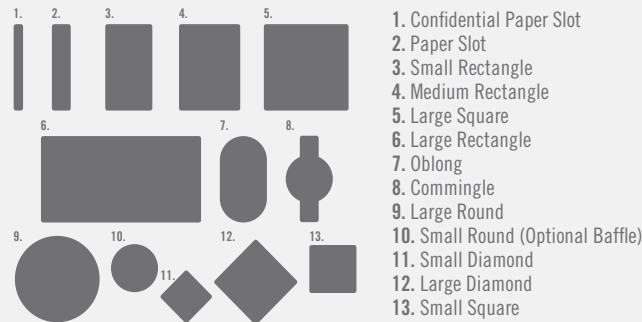 1.
2.
3.
4.
5.
6.
7.
8.
9.
10.
11.
12.
13.
1. Confidential Paper Slot
2. Paper Slot
3. Small Rectangle
4. Medium Rectangle
5. Large Square
6. Large Rectangle
7. Oblong
8. Commingle
9. Large Round
10. Small Round (Optional Baffle)
11. Small Diamond
12. Large Diamond
13. Small Square